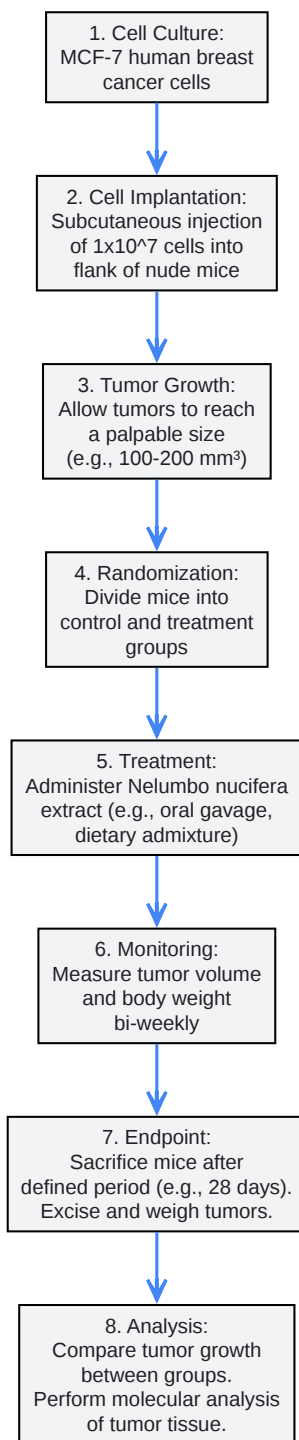 1. Cell Culture:
MCF-7 human breast
cancer cells
2. Cell Implantation:
Subcutaneous injection
of 1x10^7 cells into
flank of nude mice
3. Tumor Growth:
Allow tumors to reach
a palpable size
(e.g., 100-200 mm³)
4. Randomization:
Divide mice into
control and treatment
groups
5. Treatment:
Administer Nelumbo nucifera
extract (e.g., oral gavage,
dietary admixture)
6. Monitoring:
Measure tumor volume
and body weight
bi-weekly
7. Endpoint:
Sacrifice mice after
defined period (e.g., 28 days).
Excise and weigh tumors.
8. Analysis:
Compare tumor growth
between groups.
Perform molecular analysis
of tumor tissue.